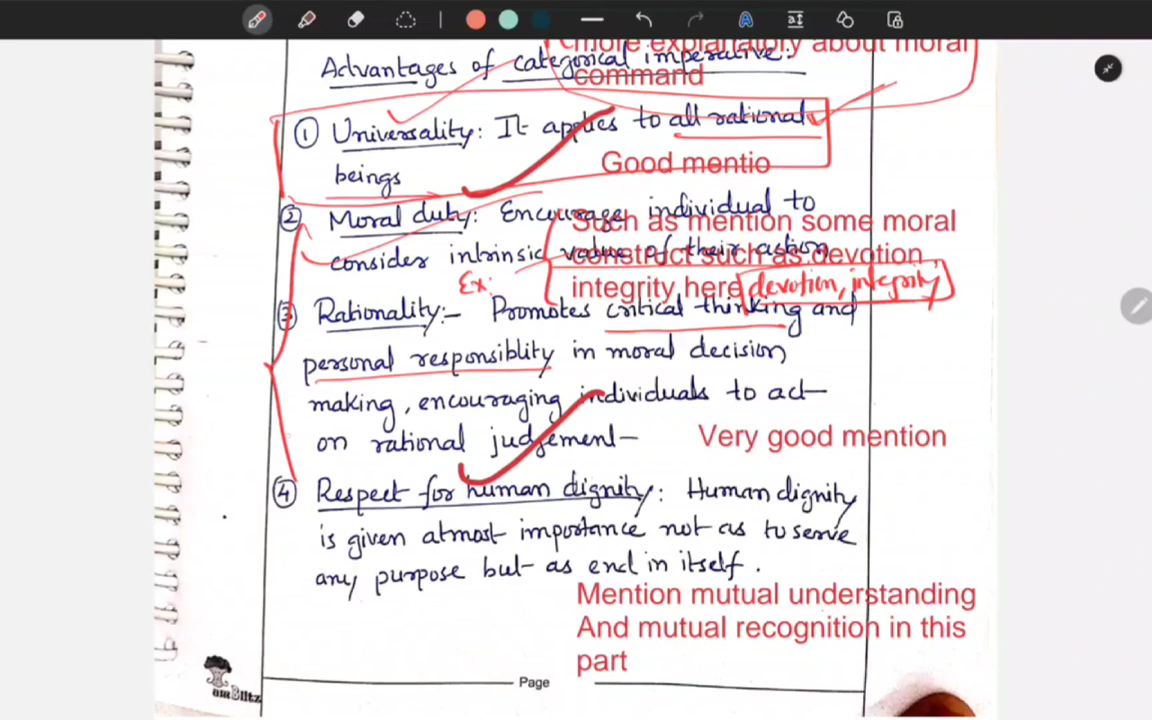 more explanatory about moral
command
Advantages of categorical imperative:
① Universality: It applies to all rational
beings
Good mentio
② Moral duty: Encourage individual to
consider intrinsic value of their action
Such as mention some moral
construct such as devotion
integrity here
Ex:
devotion, integrity
③ Rationality:- Promotes critical thinking and
personal responsiblity in moral decision
making, encouraging individuals to act
on rational judgement-
Very good mention
④ Respect for human dignity: Human dignity
is given atmost importance not as to serve
any purpose but as end in itself.
Mention mutual understanding
And mutual recognition in this
part
Page